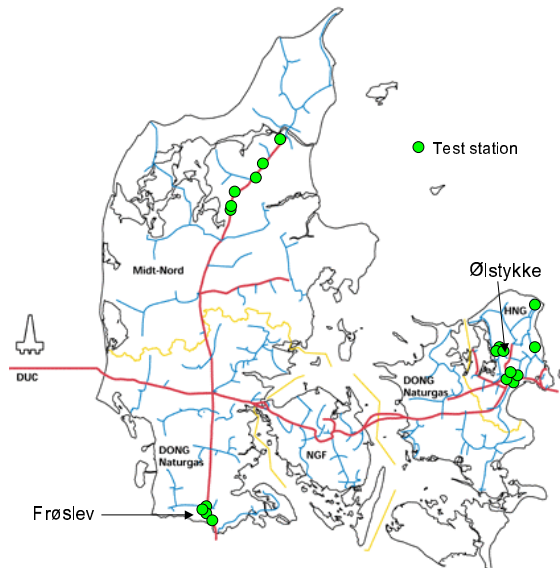 Test station
Ølstykke
Midt-Nord
HNG
DUC
DONG
Naturgas
DONG
Naturgas
NGF
Frøslev